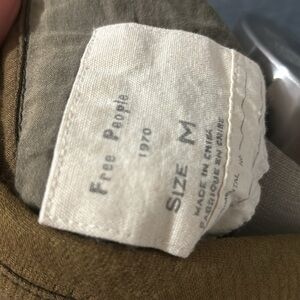 Free People
1970
SIZE M
MADE IN CHINA
FABRIQUE EN CHINE